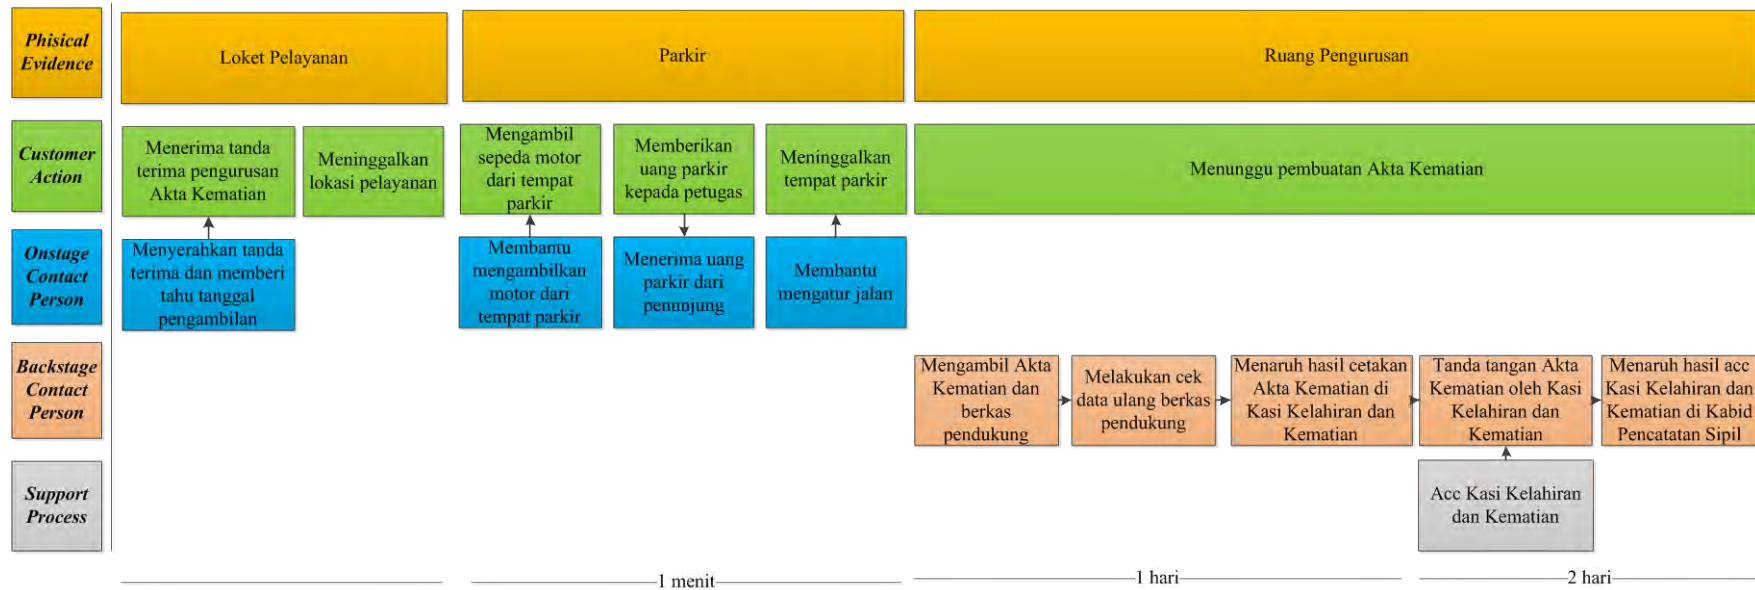 Phisical
Evidence
Loket Pelayanan
Parkir
Ruang Pengurusan
Customer
Action
Menerima tanda
terima pengurusan
Akta Kematian
Meninggalkan
lokasi pelayanan
Mengambil
sepeda motor
dari tempat
parkir
Memberikan
uang parkir
kepada petugas
Meninggalkan
tempat parkir
Menunggu pembuatan Akta Kematian
Onstage
Contact
Person
Menyerahkan tanda
terima dan memberi
tahu tanggal
pengambilan
Membantu
mengambilkan
motor dari
tempat parkir
Menerima uang
parkir dari
penunjung
Membantu
mengatur jalan
Backstage
Contact
Person
Mengambil Akta
Kematian dan
berkas
pendukung
Melakukan cek
data ulang berkas
pendukung
Menaruh hasil cetakan
Akta Kematian di
Kasi Kelahiran dan
Kematian
Tanda tangan Akta
Kematian oleh Kasi
Kelahiran dan
Kematian
Menaruh hasil acc
Kasi Kelahiran dan
Kematian di Kabid
Pencatatan Sipil
Support
Process
Acc Kasi Kelahiran
dan Kematian
1 menit
1 hari
2 hari